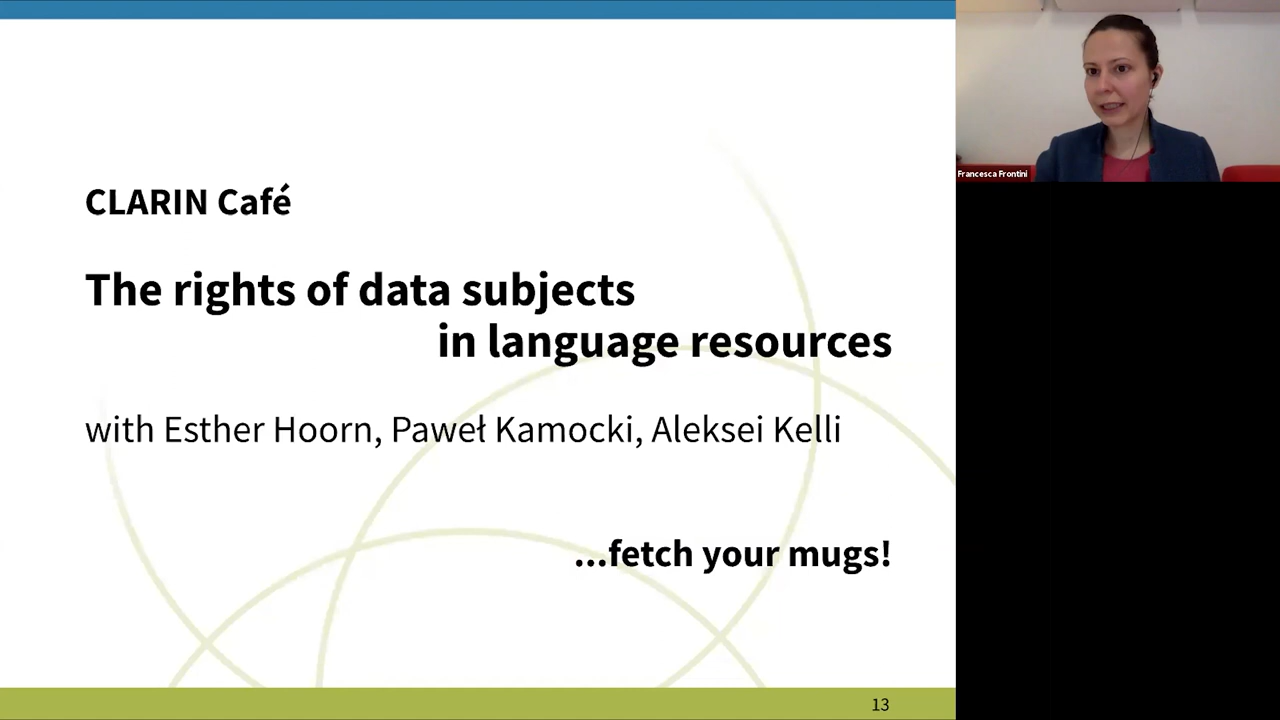 CLARIN Café
The rights of data subjects
in language resources
with Esther Hoorn, Paweł Kamocki, Aleksei Kelli
...fetch your mugs!
13
Francesca Frontini